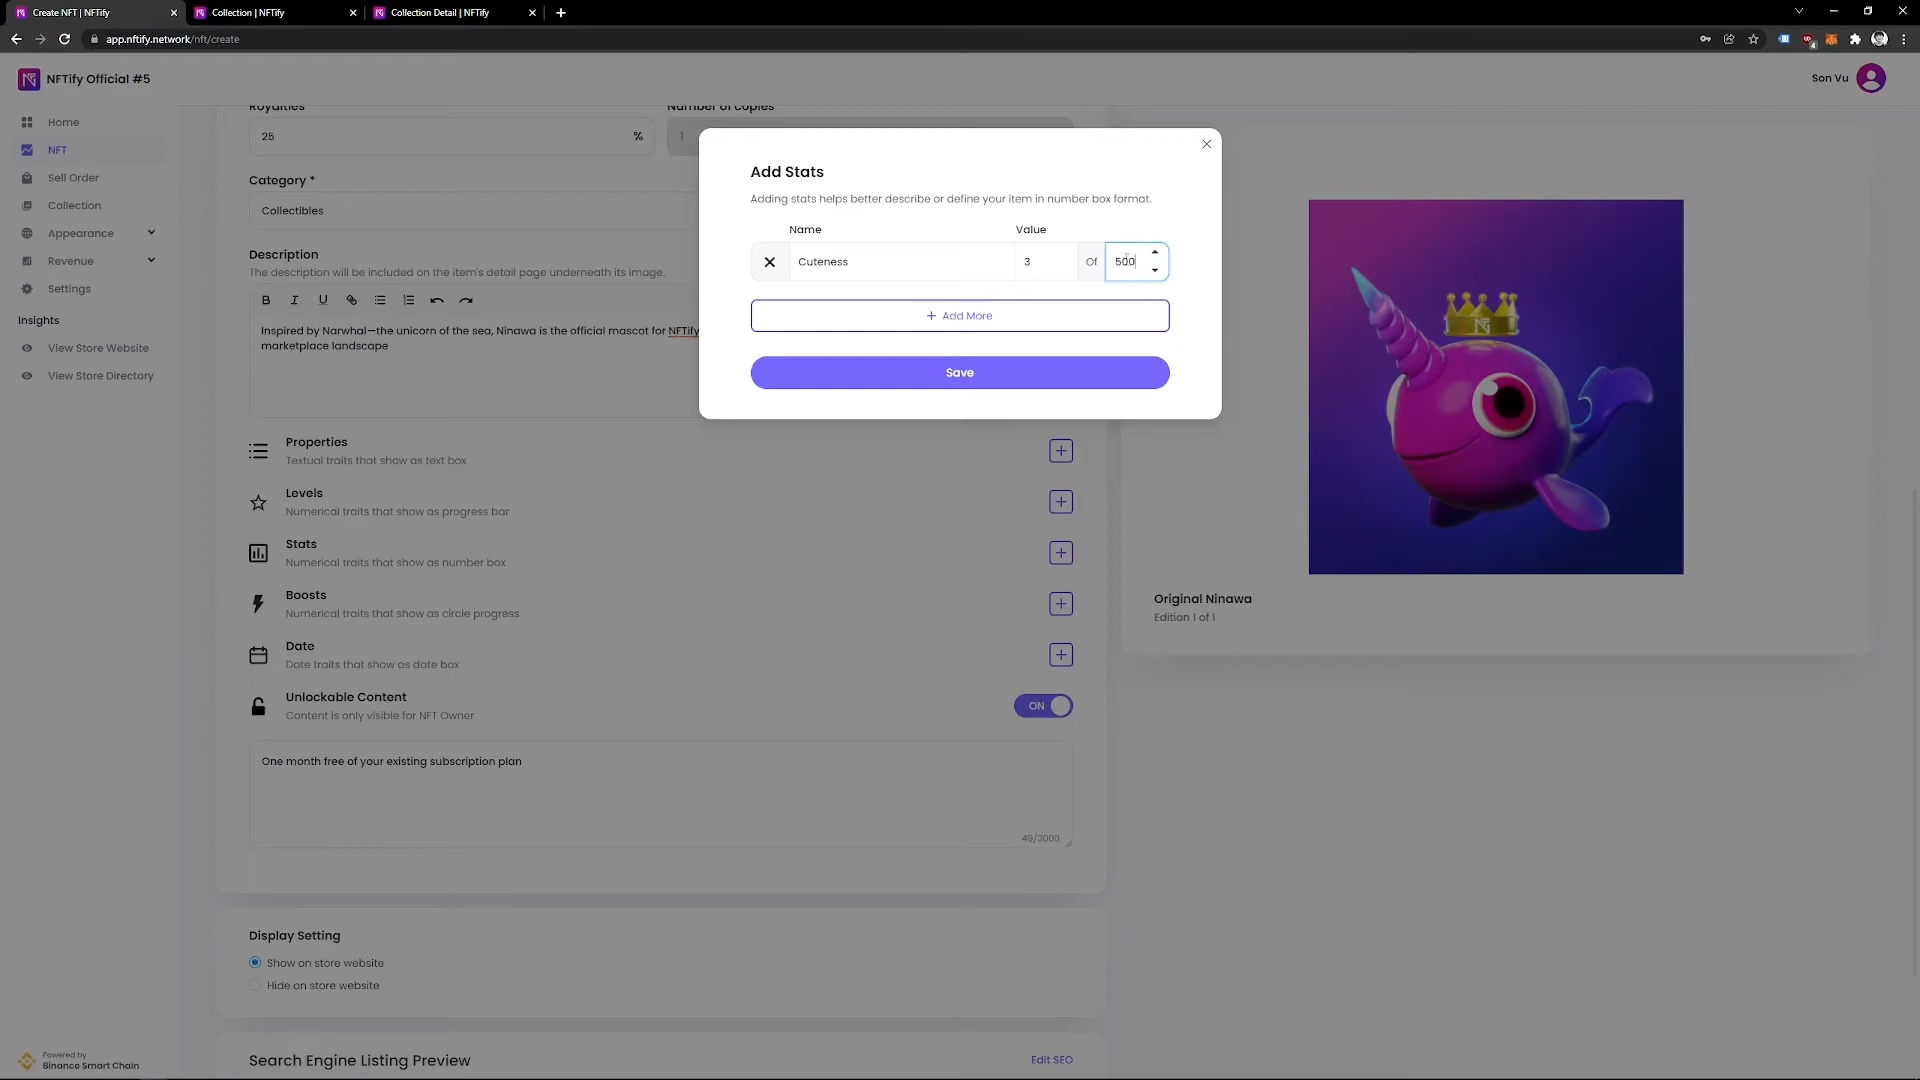 Create NFT | NFTify
Collection | NFTify
Collection Detail | NFTify
app.nftify.network/nft/create
4
NFTify Official #5
Son Vu
Home
NFT
Sell Order
Collection
Appearance
Revenue
Settings
Insights
View Store Website
View Store Directory
Powered by
Binance Smart Chain
Royalties
Number of copies
25
%
1
Category *
Collectibles
Description
The description will be included on the item's detail page underneath its image.
B I U
Inspired by Narwhal—the unicorn of the sea, Ninawa is the official mascot for NFTify
marketplace landscape
Properties
Textual traits that show as text box
Levels
Numerical traits that show as progress bar
Stats
Numerical traits that show as number box
Boosts
Numerical traits that show as circle progress
Date
Date traits that show as date box
Unlockable Content
Content is only visible for NFT Owner
ON
One month free of your existing subscription plan
49/3000
Display Setting
Show on store website
Hide on store website
Search Engine Listing Preview
Edit SEO
Add Stats
Adding stats helps better describe or define your item in number box format.
Name
Value
Cuteness
3
Of
500
+ Add More
Save
Original Ninawa
Edition 1 of 1